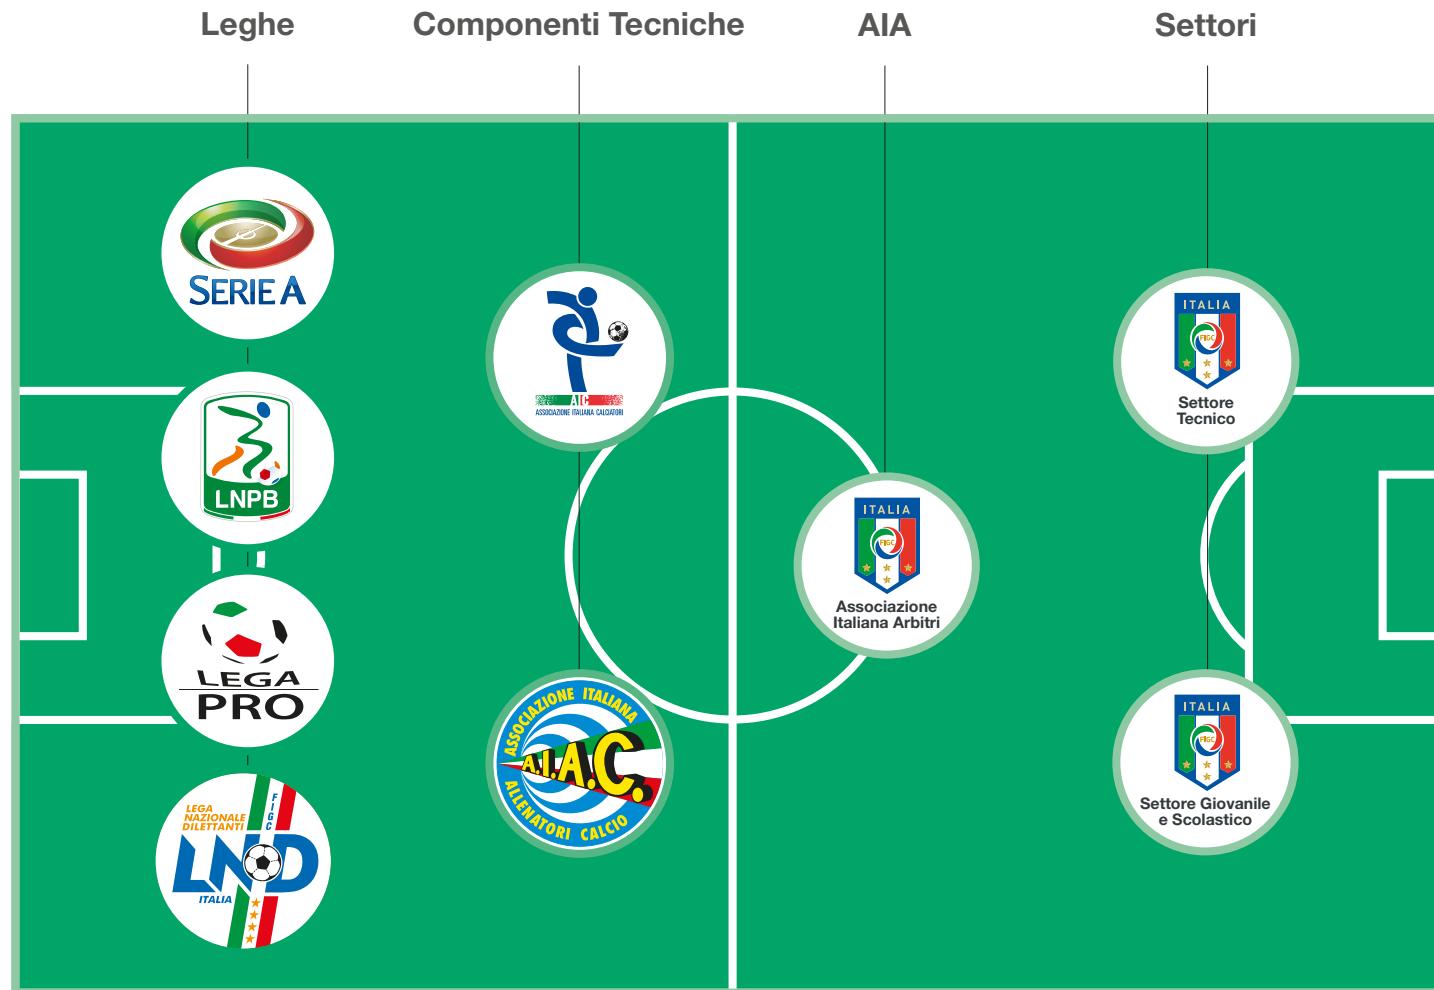 Leghe
Componenti Tecniche
AIA
Settori
SERIE A
LNPB
LEGA
PRO
LEGA
NAZIONALE
DILETTANTI
FIGC
LND
ITALIA
AIC
ASSOCIAZIONE ITALIANA CALCIATORI
ASSOCIAZIONE ITALIANA
A.I.A.C.
ALLENATORI CALCIO
ITALIA
FIGC
Associazione
Italiana Arbitri
ITALIA
FIGC
Settore
Tecnico
ITALIA
FIGC
Settore Giovanile
e Scolastico